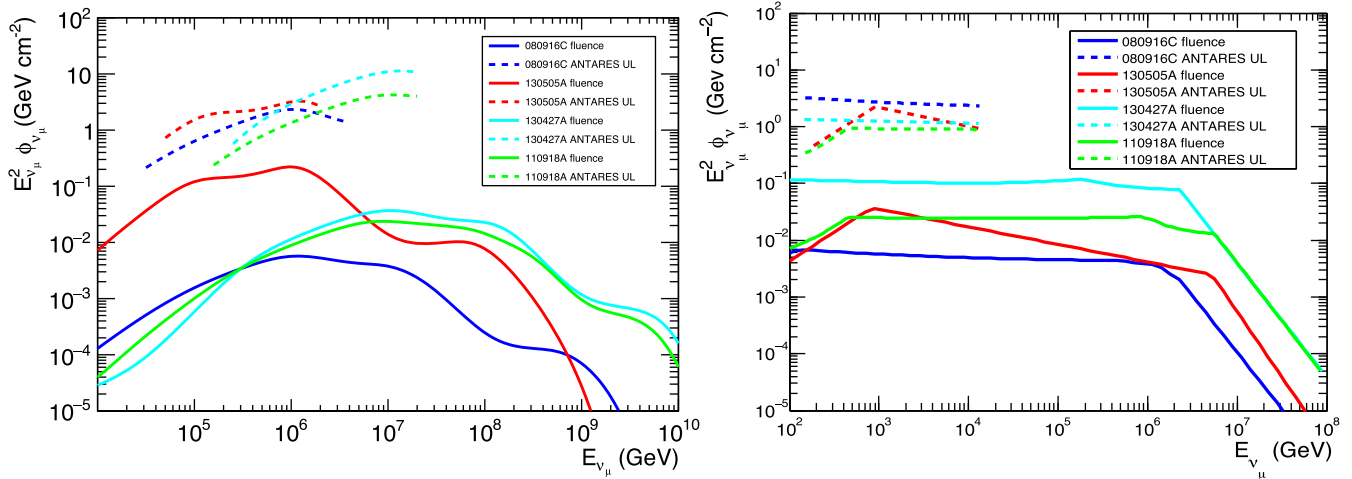 E²νμ φνμ (GeV cm⁻²)
10²
10
1
10⁻¹
10⁻²
10⁻³
10⁻⁴
10⁻⁵
080916C fluence
080916C ANTARES UL
130505A fluence
130505A ANTARES UL
130427A fluence
130427A ANTARES UL
110918A fluence
110918A ANTARES UL
10⁵ 10⁶ 10⁷ 10⁸ 10⁹ 10¹⁰
Eνμ (GeV)
E²νμ φνμ (Gev cm⁻²)
10²
10
10⁰
10⁻¹
10⁻²
10⁻³
10⁻⁴
10⁻⁵
080916C fluence
080916C ANTARES UL
130505A fluence
130505A ANTARES UL
130427A fluence
130427A ANTARES UL
110918A fluence
110918A ANTARES UL
10² 10³ 10⁴ 10⁵ 10⁶ 10⁷ 10⁸
Eνμ (GeV)